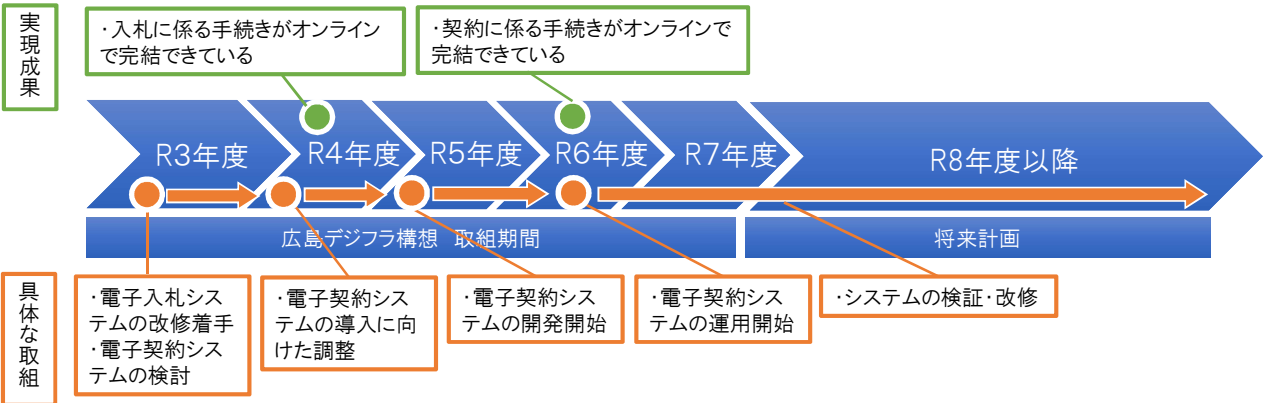 実現成果
・入札に係る手続きがオンライン
で完結できている
・契約に係る手続きがオンラインで
完結できている
R3年度
R4年度
R5年度
R6年度
R7年度
R8年度以降
広島デジフラ構想 取組期間
将来計画
具体な取組
・電子入札シス
テムの改修着手
・電子契約シス
テムの検討
・電子契約シス
テムの導入に向
けた調整
・電子契約シス
テムの開発開始
・電子契約シス
テムの運用開始
・システムの検証・改修